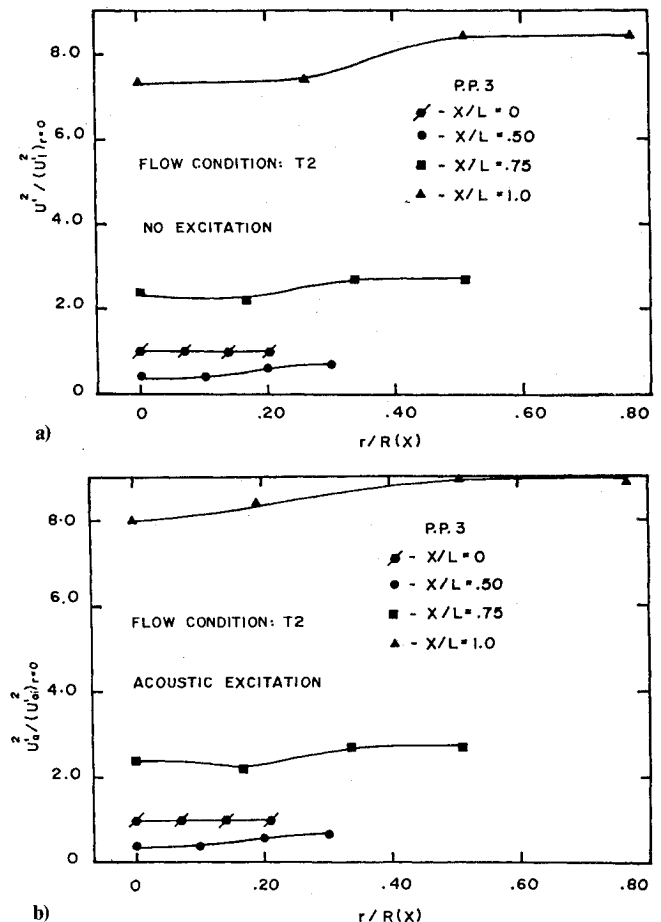 8.0
6.0
4.0
2.0
0
U'² / (U'ᵢ²)r=0
P.P.3
- X/L = 0
- X/L = .50
- X/L = .75
- X/L = 1.0
FLOW CONDITION: T2
NO EXCITATION
0 .20 .40 .60 .80
r/R(X)
a)
8.0
6.0
4.0
2.0
0
U'ₐ² / (U'ₐᵢ²)r=0
P.P.3
- X/L = 0
- X/L = .50
- X/L = .75
- X/L = 1.0
FLOW CONDITION: T2
ACOUSTIC EXCITATION
0 .20 .40 .60 .80
r/R(X)
b)